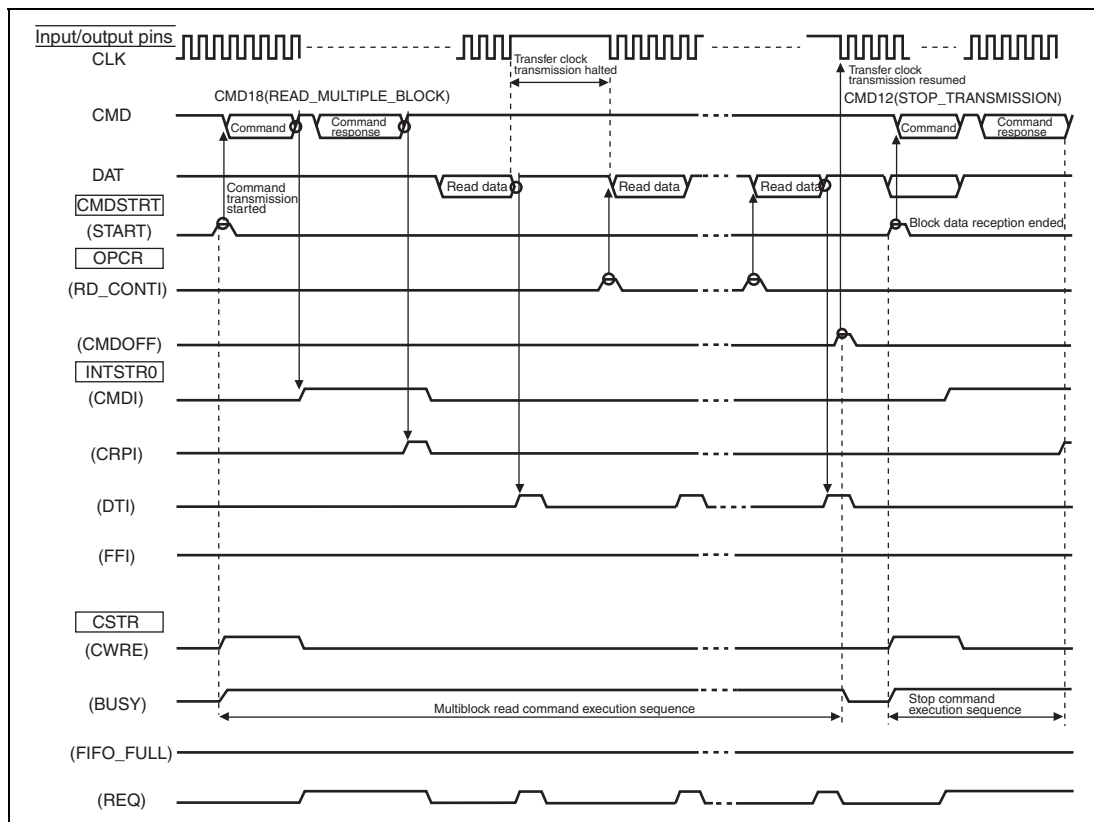 Input/output pins
CLK
Transfer clock
transmission halted
Transfer clock
transmission resumed
CMD18(READ_MULTIPLE_BLOCK)
CMD12(STOP_TRANSMISSION)
CMD
Command
Command
response
Command
Command
response
DAT
Read data
Read data
Read data
Command
transmission
started
CMDSTRT
(START)
Block data reception ended
OPCR
(RD_CONTI)
(CMDOFF)
INTSTR0
(CMDI)
(CRPI)
(DTI)
(FFI)
CSTR
(CWRE)
(BUSY)
Multiblock read command execution sequence
Stop command
execution sequence
(FIFO_FULL)
(REQ)